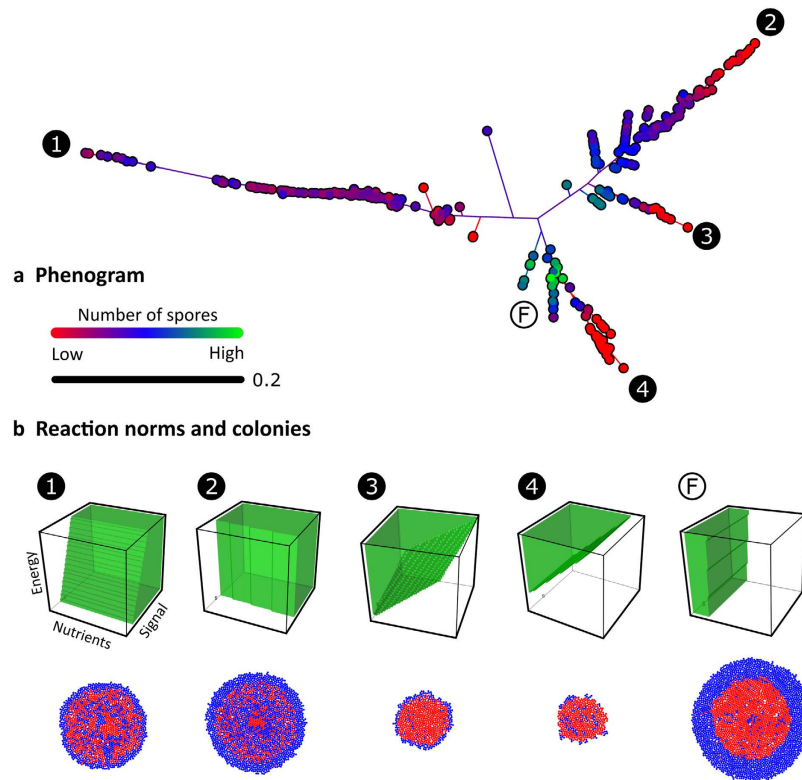 1
2
3
F
4
a Phenogram
Number of spores
Low High
0.2
b Reaction norms and colonies
1 2 3 4 F
Energy
Nutrients
Signal